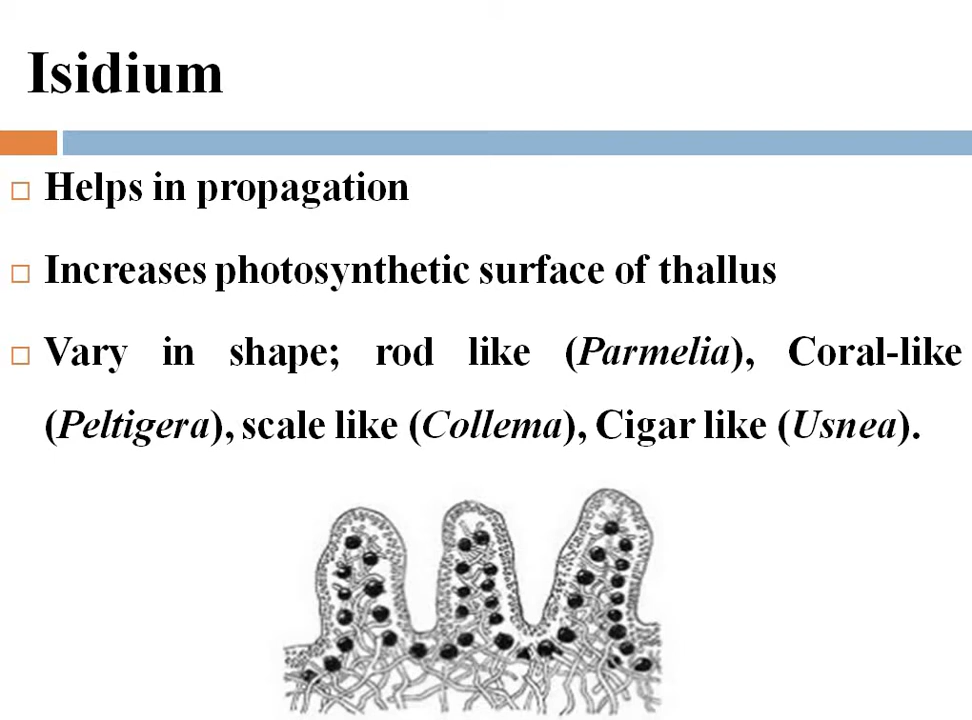 Isidium
Helps in propagation
Increases photosynthetic surface of thallus
Vary in shape; rod like (Parmelia), Coral-like
(Peltigera), scale like (Collema), Cigar like (Usnea).